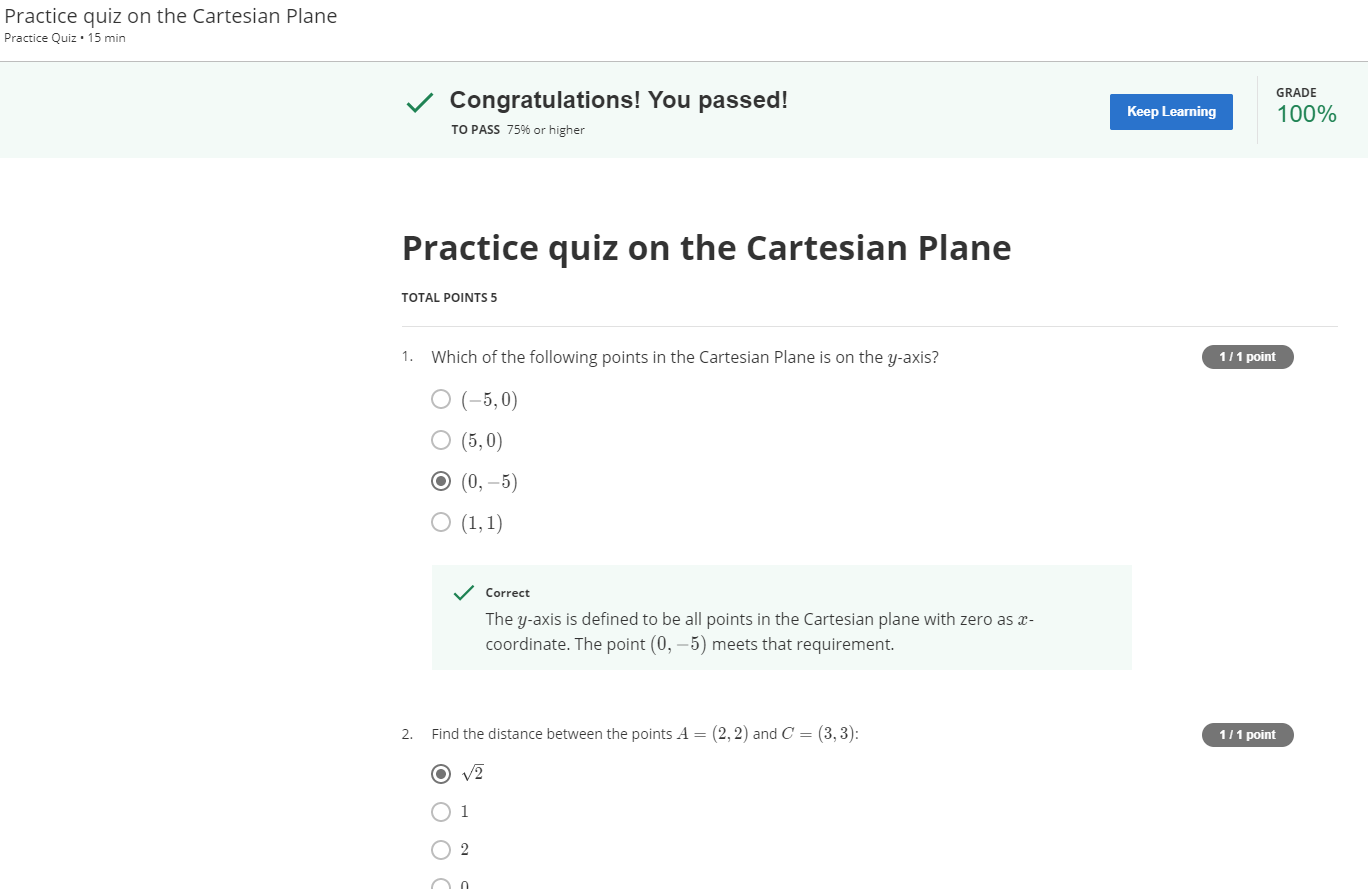 Practice quiz on the Cartesian Plane
Practice Quiz • 15 min
Congratulations! You passed!
TO PASS 75% or higher
Keep Learning
GRADE
100%
Practice quiz on the Cartesian Plane
TOTAL POINTS 5
1. Which of the following points in the Cartesian Plane is on the y-axis?
1 / 1 point
(−5, 0)
(5, 0)
(0, −5)
(1, 1)
Correct
The y-axis is defined to be all points in the Cartesian plane with zero as x-
coordinate. The point (0, −5) meets that requirement.
2. Find the distance between the points A = (2, 2) and C = (3, 3):
1 / 1 point
√2
1
2
0